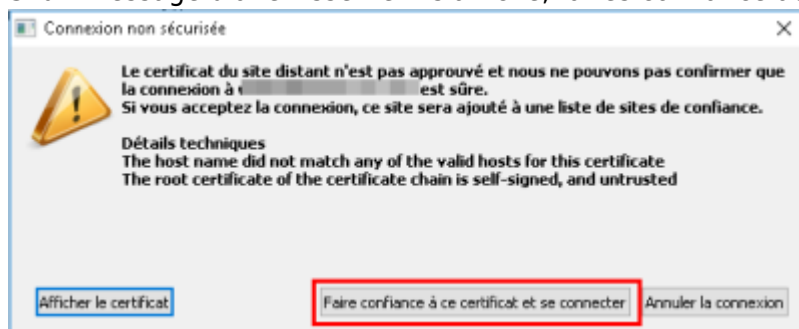 Connexion non sécurisée
Le certificat du site distant n'est pas approuvé et nous ne pouvons pas confirmer que
la connexion à est sûre.
Si vous acceptez la connexion, ce site sera ajouté à une liste de sites de confiance.
Détails techniques
The host name did not match any of the valid hosts for this certificate
The root certificate of the certificate chain is self-signed, and untrusted
Afficher le certificat Faire confiance à ce certificat et se connecter Annuler la connexion